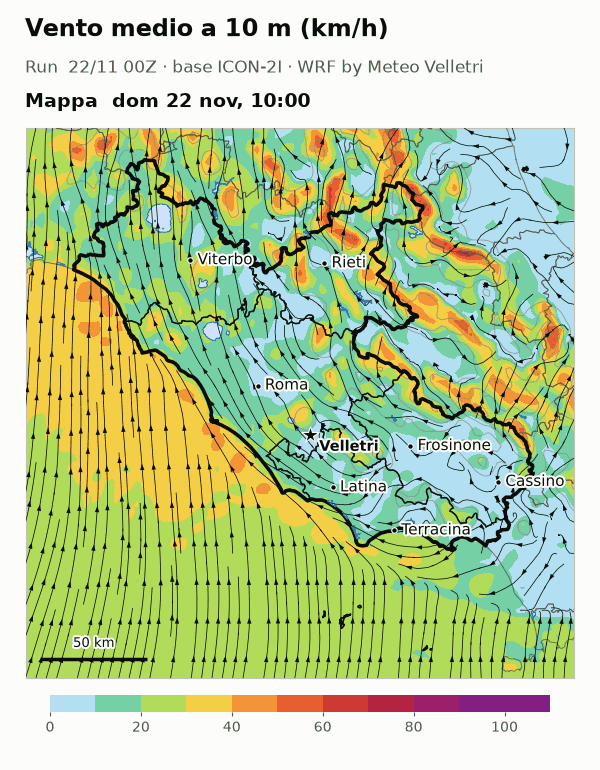 Vento medio a 10 m (km/h)
Run  22/11 00Z · base ICON-2I · WRF by Meteo Velletri
Mappa  dom 22 nov, 10:00
Viterbo
Rieti
Roma
Velletri
Frosinone
Latina
Cassino
Terracina
50 km
0 20 40 60 80 100